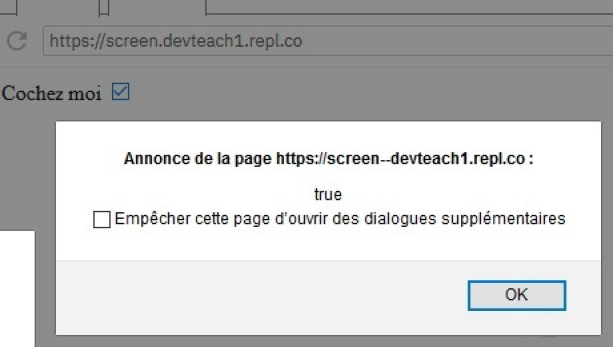 https://screen.devteach1.repl.co
Cochez moi
Annonce de la page https://screen--devteach1.repl.co :
true
Empêcher cette page d'ouvrir des dialogues supplémentaires
OK